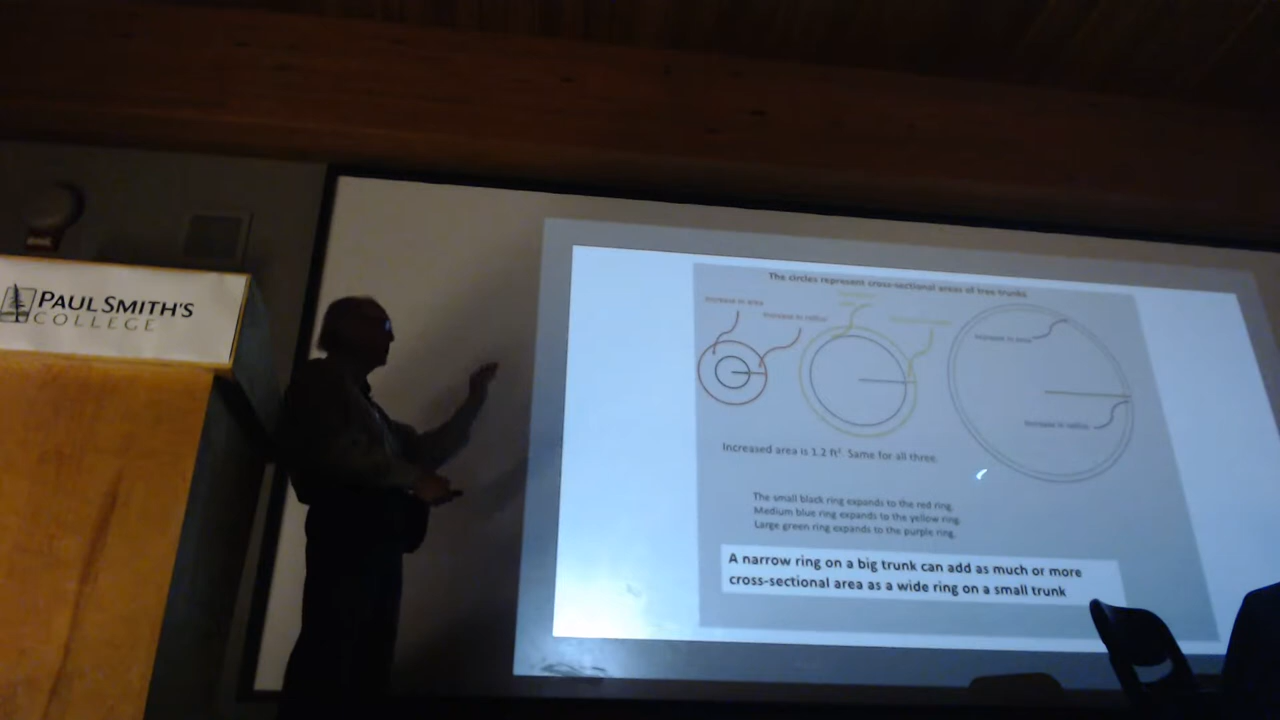 PAUL SMITH'S
COLLEGE
The circles represent cross-sectional areas of tree trunks
Increase in area
Increase in radius
Increase in area
Increase in radius
Increased area is 1.2 ft². Same for all three.
The small black ring expands to the red ring.
Medium blue ring expands to the yellow ring.
Large green ring expands to the purple ring.
A narrow ring on a big trunk can add as much or more
cross-sectional area as a wide ring on a small trunk